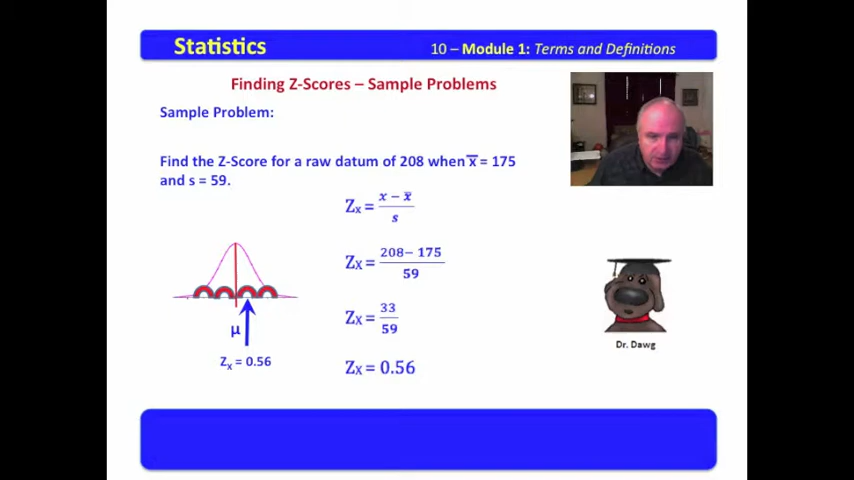 Statistics
10 – Module 1: Terms and Definitions
Finding Z-Scores – Sample Problems
Sample Problem:
Find the Z-Score for a raw datum of 208 when x̅ = 175
and s = 59.
Zx = (x − x̅)/s
Zx = (208− 175)/59
Zx = 33/59
Zx = 0.56
μ
Zx = 0.56
Dr. Dawg